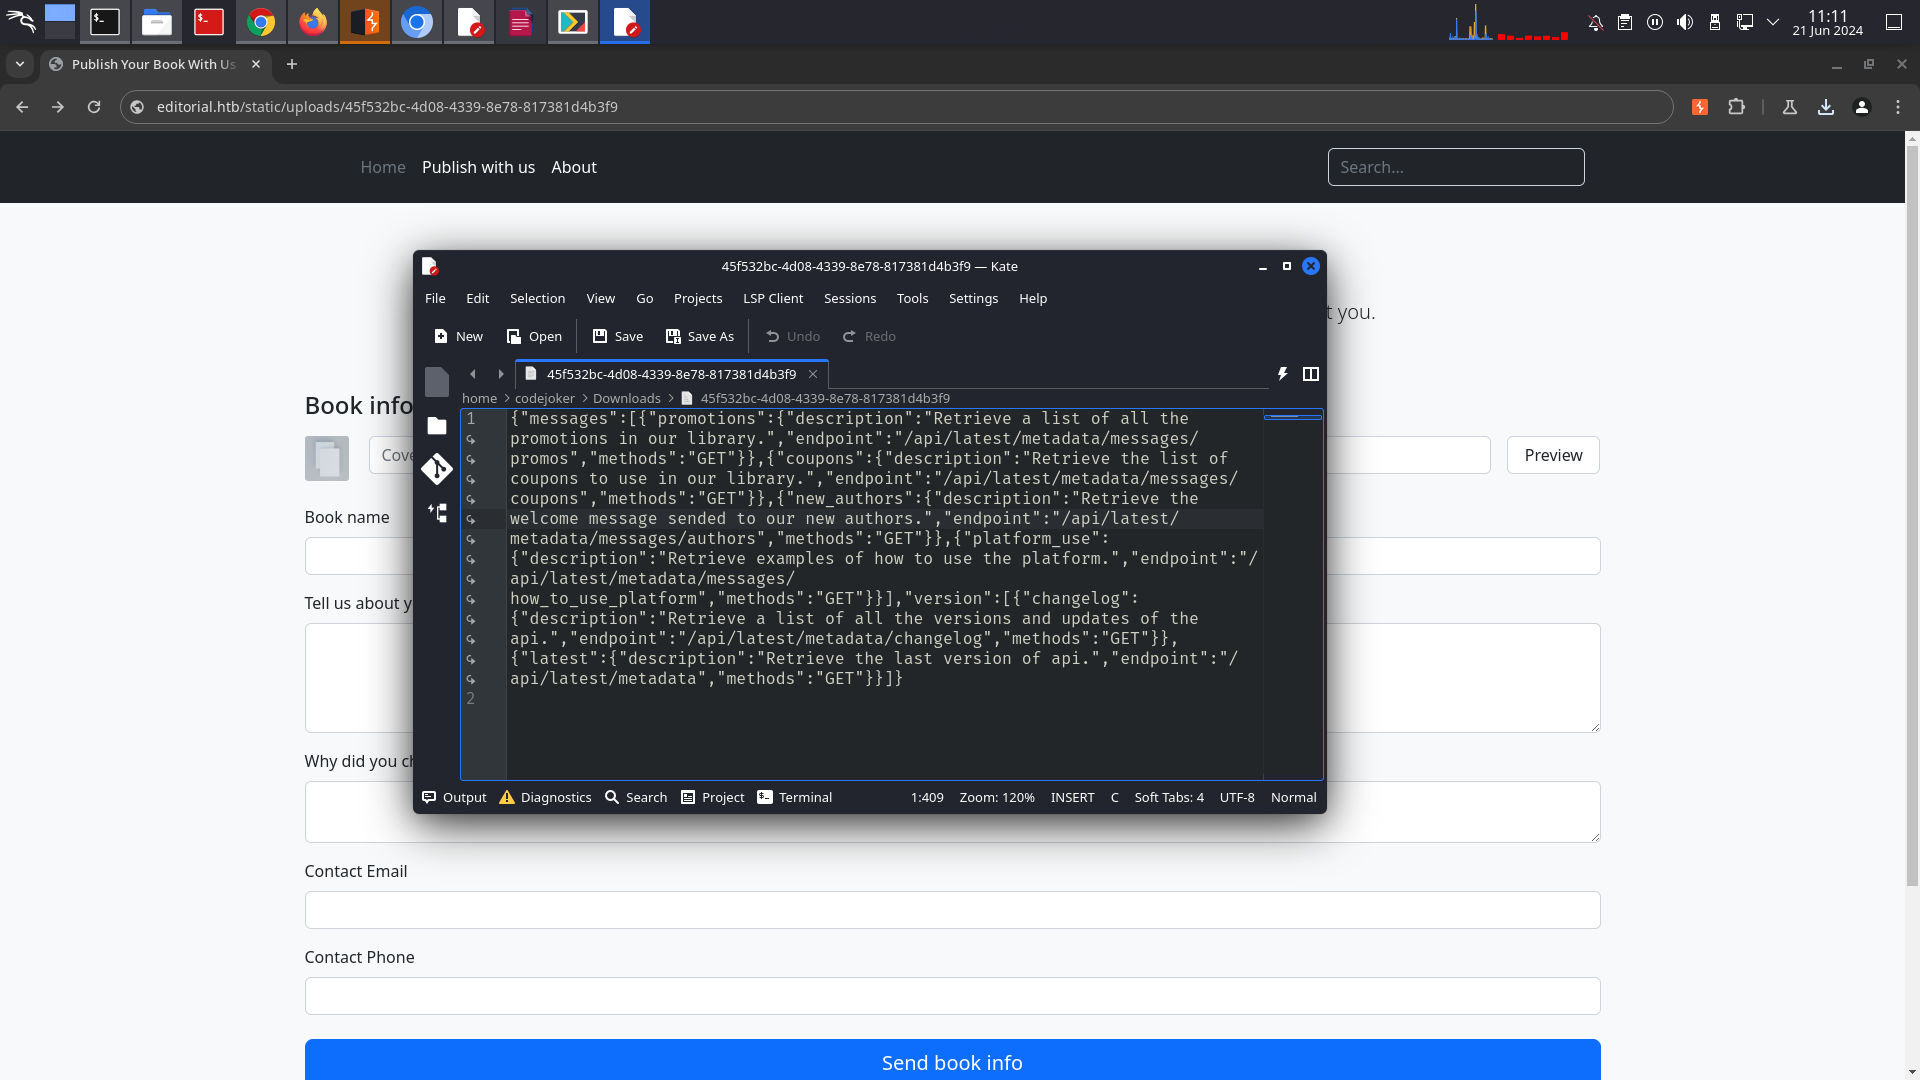 11:11
21 Jun 2024
Publish Your Book With Us
editorial.htb/static/uploads/45f532bc-4d08-4339-8e78-817381d4b3f9
Home Publish with us About Search...
45f532bc-4d08-4339-8e78-817381d4b3f9 — Kate
File Edit Selection View Go Projects LSP Client Sessions Tools Settings Help
t you.
New Open Save Save As Undo Redo
45f532bc-4d08-4339-8e78-817381d4b3f9
home > codejoker > Downloads > 45f532bc-4d08-4339-8e78-817381d4b3f9
Book info
1 {"messages":[{"promotions":{"description":"Retrieve a list of all the
promotions in our library.","endpoint":"/api/latest/metadata/messages/
promos","methods":"GET"}},{"coupons":{"description":"Retrieve the list of
coupons to use in our library.","endpoint":"/api/latest/metadata/messages/
coupons","methods":"GET"}},{"new_authors":{"description":"Retrieve the
welcome message sended to our new authors.","endpoint":"/api/latest/
metadata/messages/authors","methods":"GET"}},{"platform_use":
{"description":"Retrieve examples of how to use the platform.","endpoint":"/
api/latest/metadata/messages/
how_to_use_platform","methods":"GET"}}],"version":[{"changelog":
{"description":"Retrieve a list of all the versions and updates of the
api.","endpoint":"/api/latest/metadata/changelog","methods":"GET"}},
{"latest":{"description":"Retrieve the last version of api.","endpoint":"/
api/latest/metadata","methods":"GET"}}]}
2
Output Diagnostics Search Project Terminal 1:409 Zoom: 120% INSERT C Soft Tabs: 4 UTF-8 Normal
Cove
Preview
Book name
Tell us about y
Why did you ch
Contact Email
Contact Phone
Send book info